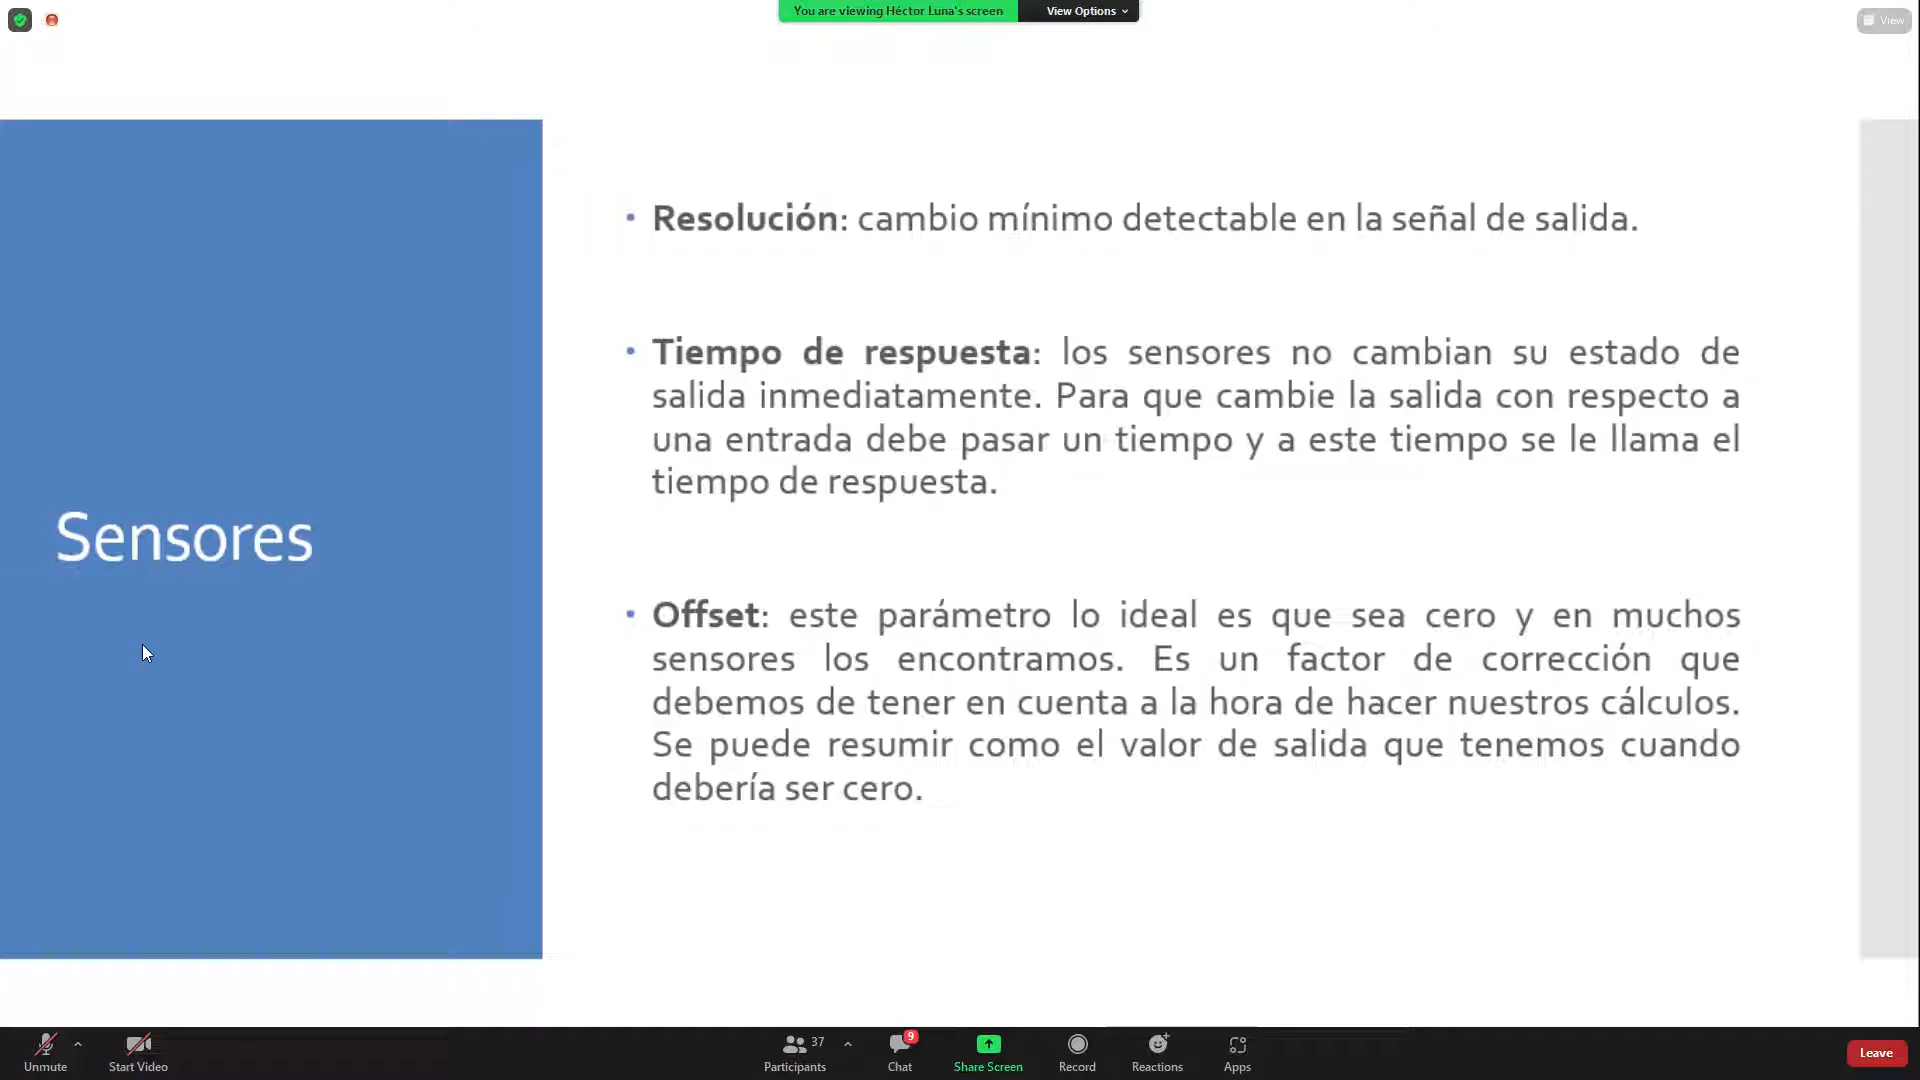 You are viewing Héctor Luna's screen
View Options
View
Sensores
• Resolución: cambio mínimo detectable en la señal de salida.
• Tiempo de respuesta: los sensores no cambian su estado de
salida inmediatamente. Para que cambie la salida con respecto a
una entrada debe pasar un tiempo y a este tiempo se le llama el
tiempo de respuesta.
• Offset: este parámetro lo ideal es que sea cero y en muchos
sensores los encontramos. Es un factor de corrección que
debemos de tener en cuenta a la hora de hacer nuestros cálculos.
Se puede resumir como el valor de salida que tenemos cuando
debería ser cero.
Unmute
Start Video
37
Participants
9
Chat
Share Screen
Record
Reactions
Apps
Leave